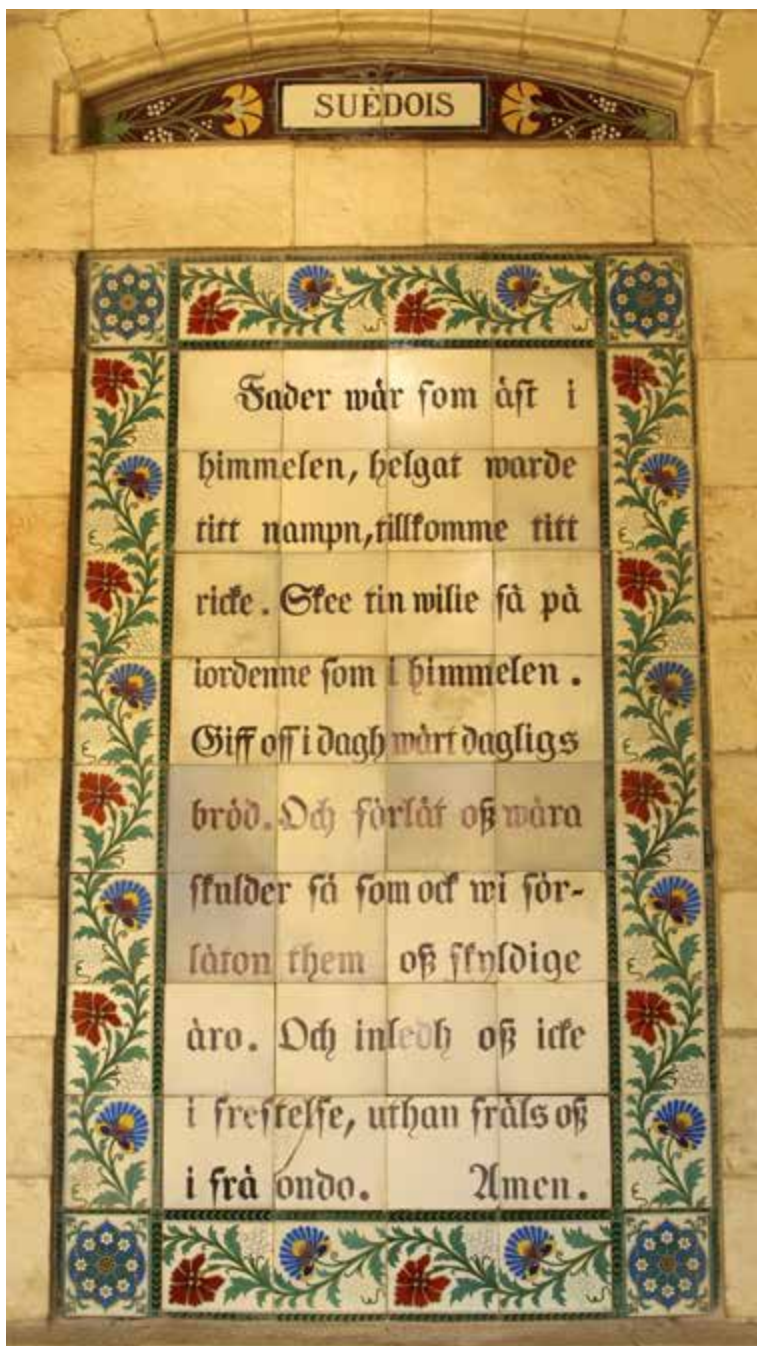 SUÈDOIS
Fader wår som åſt i
himmelen, helgat warde
titt nampn, tillkomme titt
ricke. Skee tin wilie ſå på
iordenne ſom i himmelen.
Giff oſſ i dagh wårt dagligs
bröd. Och förlåt oß wåra
ſkulder ſå ſom ock wi för-
låton them oß ſkyldige
åro. Och inledh oß icke
i freſtelſe, uthan fråls oß
i frå ondo. Amen.